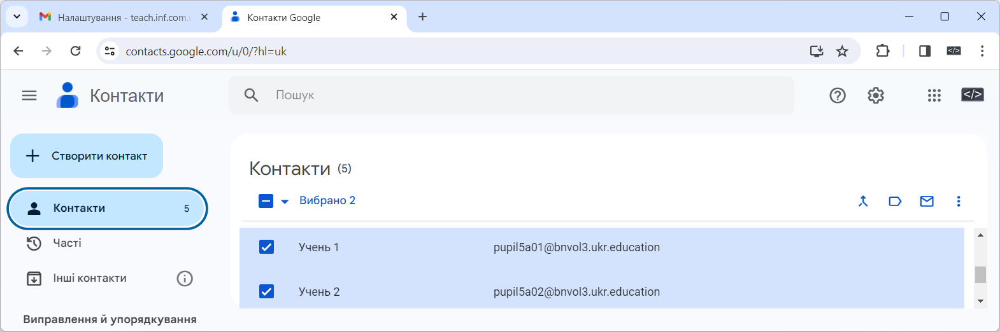 Налаштування - teach.inf.com.
Контакти Google
contacts.google.com/u/0/?hl=uk
Контакти
Пошук
</>
Створити контакт
Контакти 5
Часті
Інші контакти
Виправлення й упорядкування
Контакти (5)
Вибрано 2
Учень 1 pupil5a01@bnvol3.ukr.education
Учень 2 pupil5a02@bnvol3.ukr.education